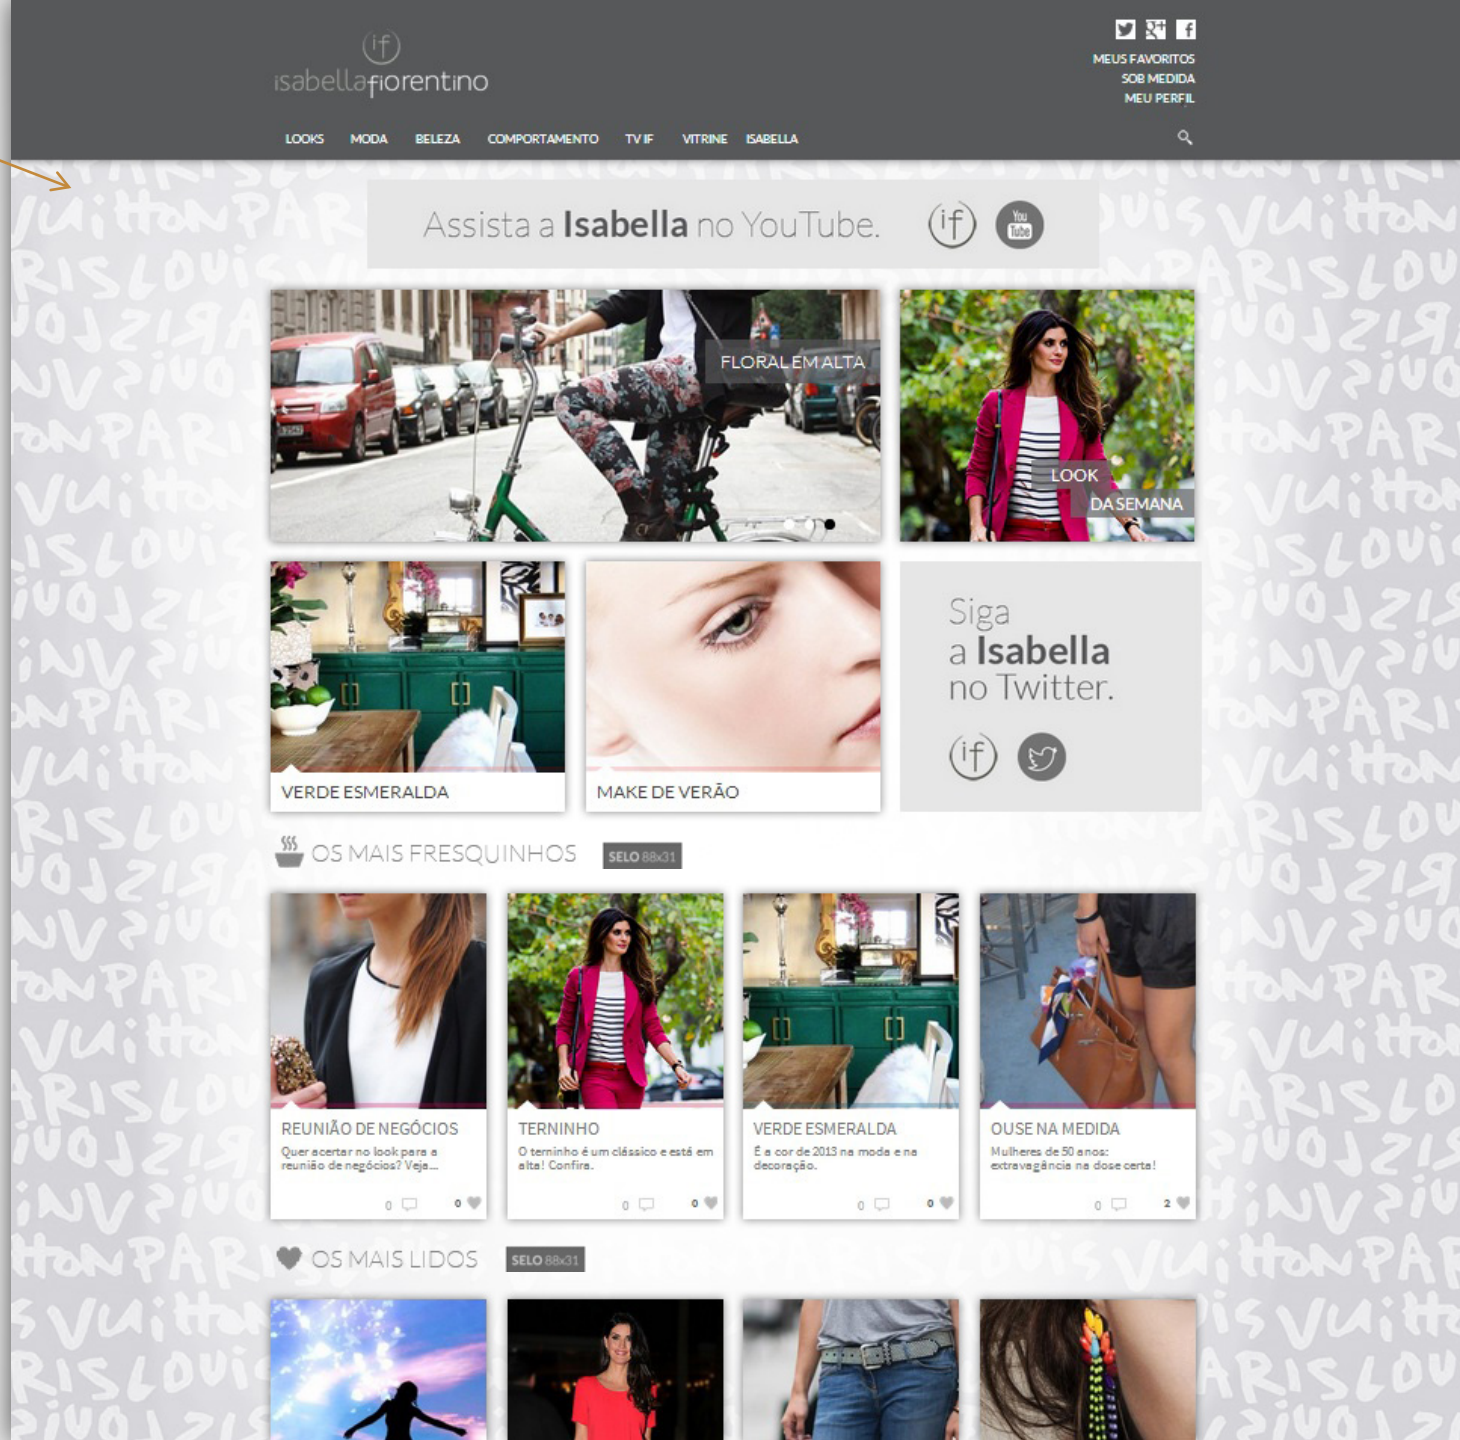 if
isabellafiorentino
MEUS FAVORITOS
SOB MEDIDA
MEU PERFIL
LOOKS MODA BELEZA COMPORTAMENTO TV IF VITRINE ISABELLA
Assista a Isabella no YouTube. if You Tube
FLORAL EM ALTA
LOOK
DA SEMANA
Siga
a Isabella
no Twitter.
if
VERDE ESMERALDA
MAKE DE VERÃO
OS MAIS FRESQUINHOS SELO 88x31
REUNIÃO DE NEGÓCIOS
Quer acertar no look para a
reunião de negócios? Veja...
0 0
TERNINHO
O terninho é um clássico e está em
alta! Confira.
0 0
VERDE ESMERALDA
É a cor de 2013 na moda e na
decoração.
0 0
OUSE NA MEDIDA
Mulheres de 50 anos:
extravagância na dose certa!
0 2
OS MAIS LIDOS SELO 88x31